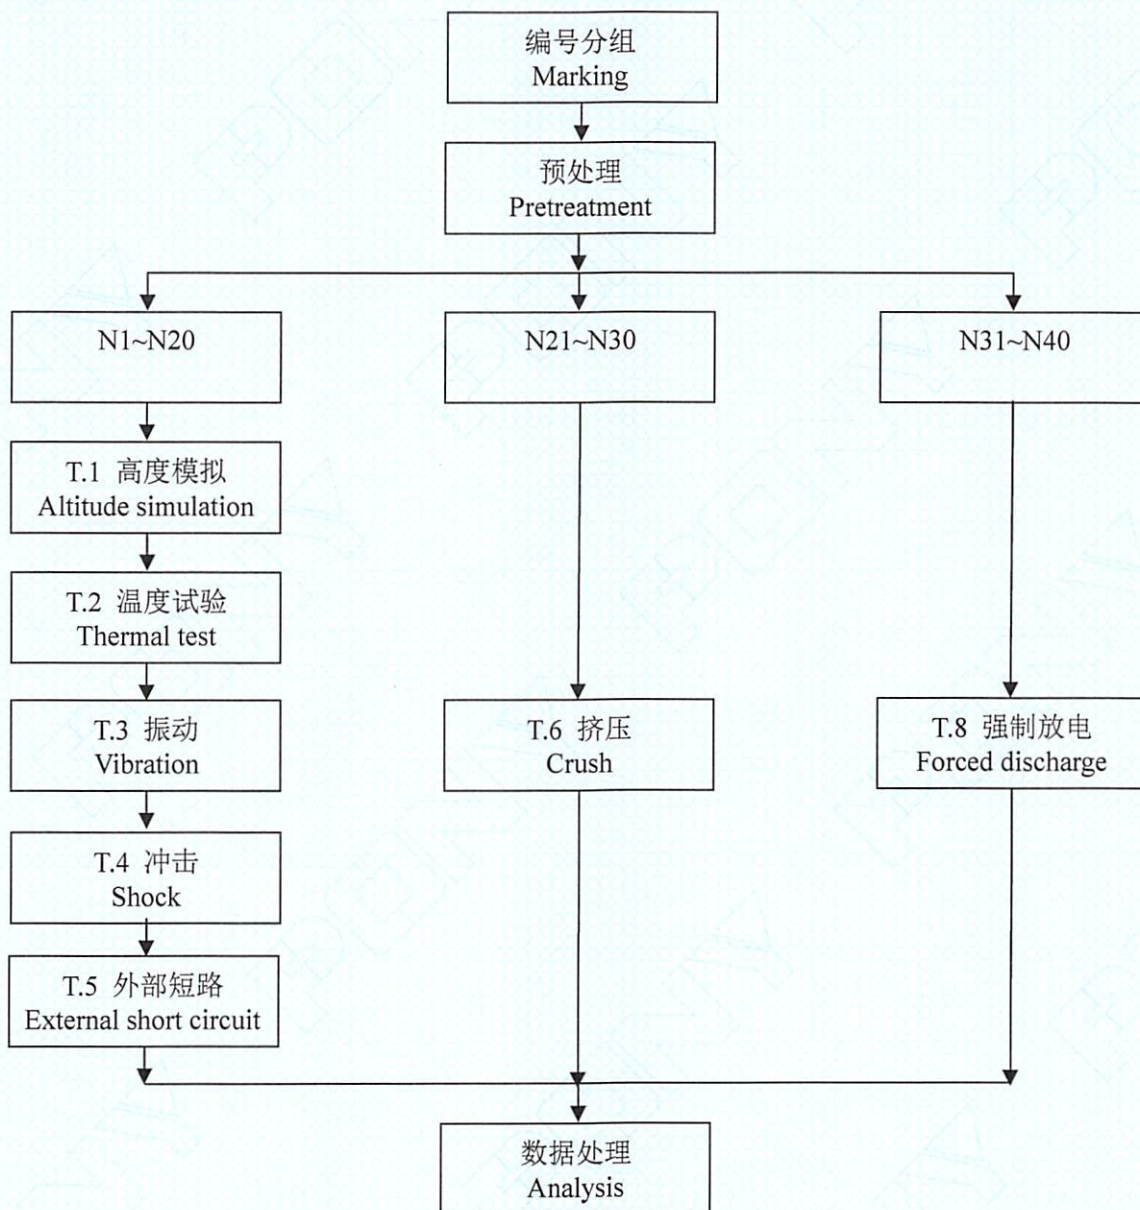 编号分组
Marking
预处理
Pretreatment
N1~N20
N21~N30
N31~N40
T.1 高度模拟
Altitude simulation
T.2 温度试验
Thermal test
T.3 振动
Vibration
T.6 挤压
Crush
T.8 强制放电
Forced discharge
T.4 冲击
Shock
T.5 外部短路
External short circuit
数据处理
Analysis